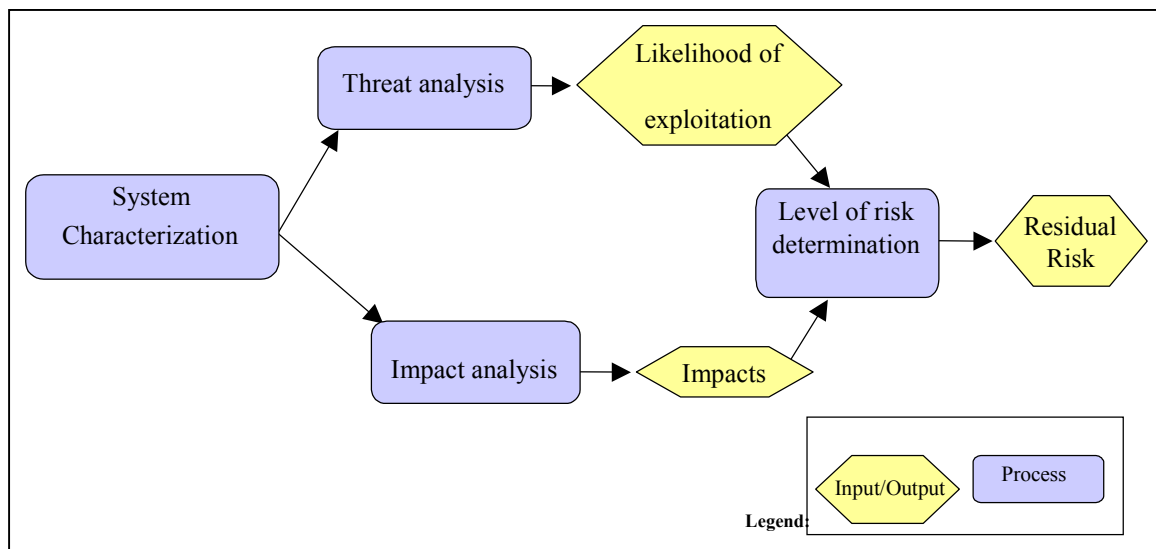 Threat analysis
Likelihood of
exploitation
System
Characterization
Level of risk
determination
Residual
Risk
Impact analysis
Impacts
Legend:
Input/Output
Process